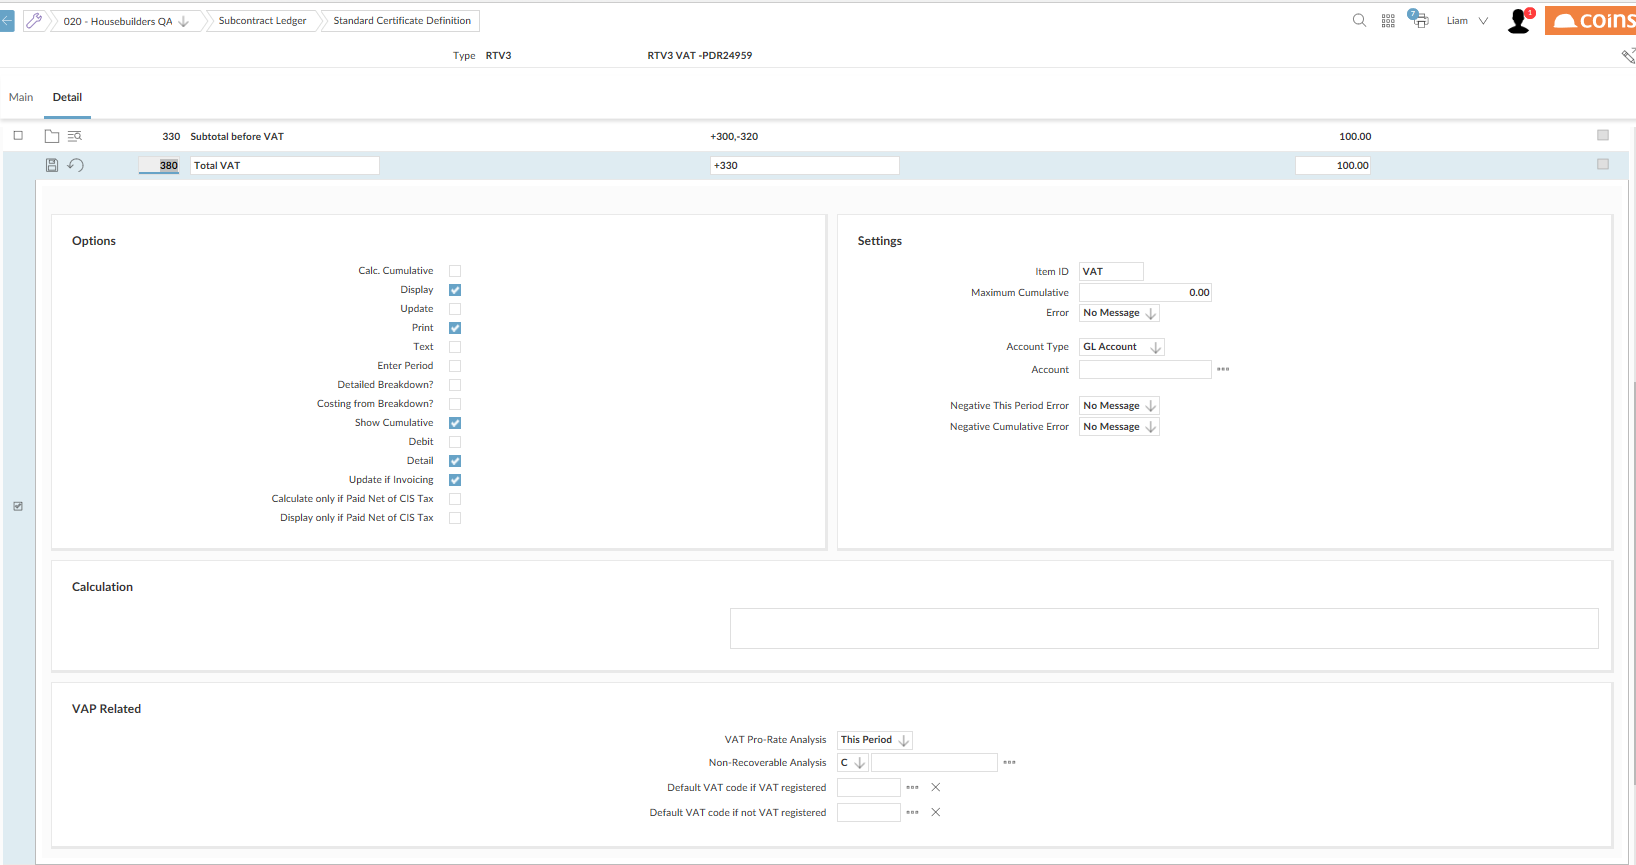 020 - Housebuilders QA Subcontract Ledger Standard Certificate Definition 7 Liam 1 coins
Type RTV3 RTV3 VAT -PDR24959
Main Detail
330 Subtotal before VAT +300,-320 100.00
380 Total VAT +330 100.00
Options
Calc. Cumulative
Display
Update
Print
Text
Enter Period
Detailed Breakdown?
Costing from Breakdown?
Show Cumulative
Debit
Detail
Update if Invoicing
Calculate only if Paid Net of CIS Tax
Display only if Paid Net of CIS Tax
Settings
Item ID VAT
Maximum Cumulative 0.00
Error No Message
Account Type GL Account
Account
Negative This Period Error No Message
Negative Cumulative Error No Message
Calculation
VAP Related
VAT Pro-Rate Analysis This Period
Non-Recoverable Analysis C
Default VAT code if VAT registered
Default VAT code if not VAT registered